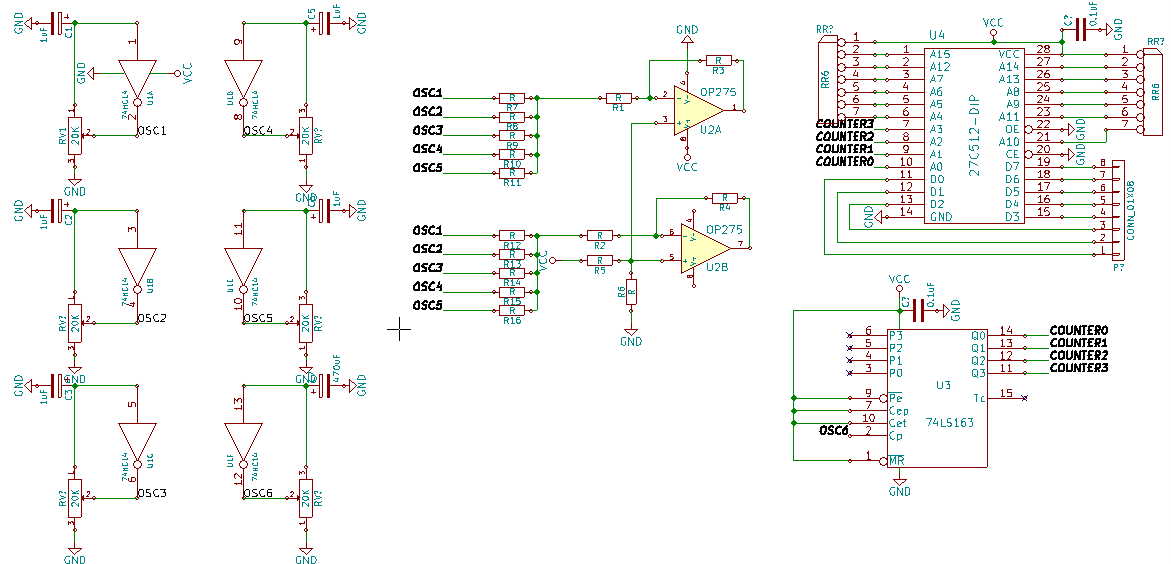 GND
1uF
C1
1
GND
VCC
74HC14
U1A
2
OSC1
RV1
20K
2
1
3
GND
C5
1uF
GND
9
74HC14
U1D
8
OSC4
2
3
20K
RV?
1
GND
GND
1uF
C2
3
74HC14
U1B
4
OSC2
RV?
20K
2
1
3
GND
1uF
GND
11
74HC14
10
OSC5
2
3
20K
RV?
1
GND
GND
1uF
C3
5
74HC14
U1C
6
OSC3
RV?
20K
2
1
3
GND
470uF
GND
13
74HC14
U1F
12
OSC6
2
3
20K
RV?
1
GND
OSC1
R
R7
OSC2
R
R8
OSC3
R
R9
OSC4
R
R10
OSC5
R
R11
R
R1
R
R3
GND
4
OP275
2
3
1
V-
V+
8
U2A
VCC
OSC1
R
R12
OSC2
R
R13
OSC3
R
R14
OSC4
R
R15
OSC5
R
R16
VCC
R
R2
R
R5
R
R6
GND
R
R4
4
OP275
6
5
7
V-
V+
8
U2B
RR?
RR6
1
2
3
4
5
6
7
U4
VCC
C?
0.1uF
GND
RR?
RR6
1
2
3
4
5
6
7
1 A15 VCC 28
2 A12 A14 27
3 A7 A13 26
4 A6 A8 25
5 A5 A9 24
6 A4 A11 23
COUNTER3 7 A3 OE 22 GND
COUNTER2 8 A2 A10 21
COUNTER1 9 A1 CE 20 GND
COUNTER0 10 A0 D7 19
11 D0 D6 18
12 D1 D5 17
13 D2 D4 16
GND 14 GND D3 15
27C512-DIP
8
7
6
5
4
3
2
1
CONN_01X08
P?
VCC
C?
0.1uF
GND
6 P3 Q0 14 COUNTER0
5 P2 Q1 13 COUNTER1
4 P1 Q2 12 COUNTER2
3 P0 Q3 11 COUNTER3
U3
9 Pe Tc 15
7 Cep
10 Cet 74LS163
OSC6 2 Cp
1 MR
GND